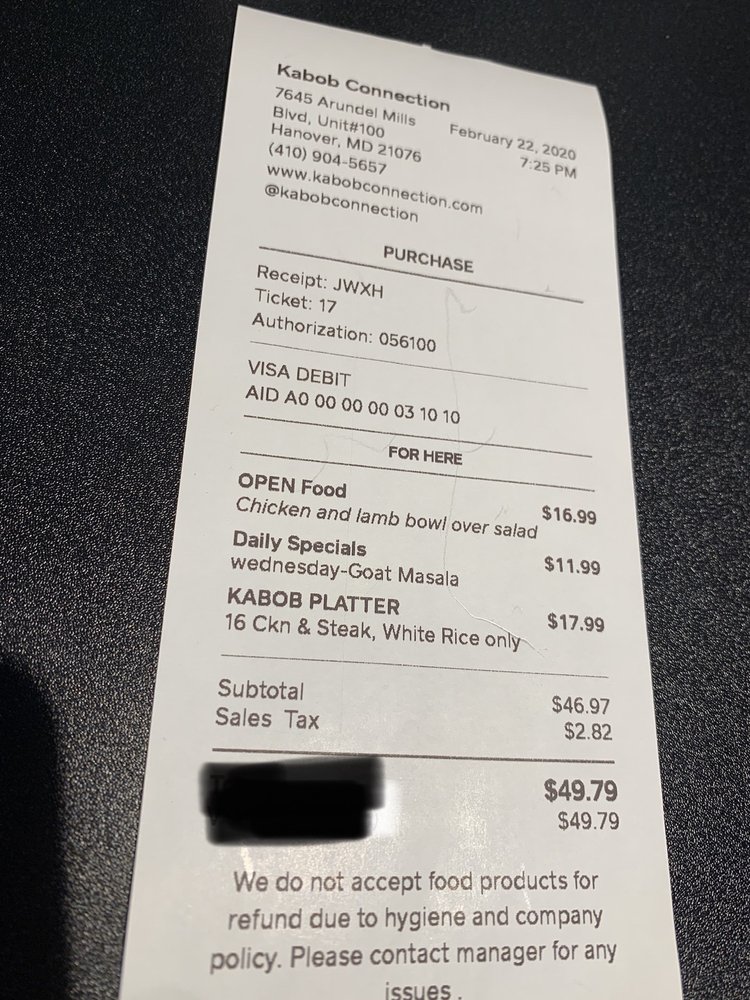 Kabob Connection
7645 Arundel Mills
Blvd, Unit#100
Hanover, MD 21076
(410) 904-5657
www.kabobconnection.com
@kabobconnection
February 22, 2020
7:25 PM
PURCHASE
Receipt: JWXH
Ticket: 17
Authorization: 056100
VISA DEBIT
AID A0 00 00 00 03 10 10
FOR HERE
OPEN Food $16.99
Chicken and lamb bowl over salad
Daily Specials $11.99
wednesday-Goat Masala
KABOB PLATTER $17.99
16 Ckn & Steak, White Rice only
Subtotal $46.97
Sales Tax $2.82
$49.79
$49.79
We do not accept food products for
refund due to hygiene and company
policy. Please contact manager for any
issues.